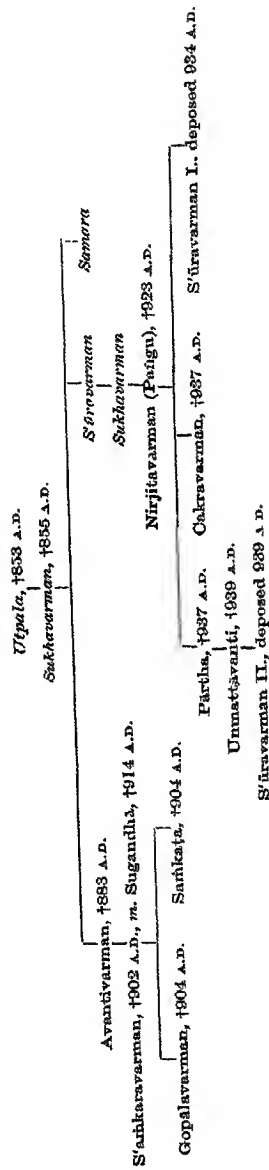 Utpala, †853 A.D.
Sukhavarman, †855 A.D.
Avantivarman, †883 A.D. S'ūravarman Samara
S'aṁkaravarman, †902 A.D., m. Sugandhā, †914 A.D. Sukhavarman
Nirjitavarman (Paṅgu), †923 A.D.
Gopālavarman, †904 A.D. Saṁkaṭa, †904 A.D. Pārtha, †937 A.D. Cakravarman, †937 A.D. S'ūravarman I., deposed 934 A.D.
Unmattāvanti, †939 A.D.
S'ūravarman II., deposed 939 A.D.